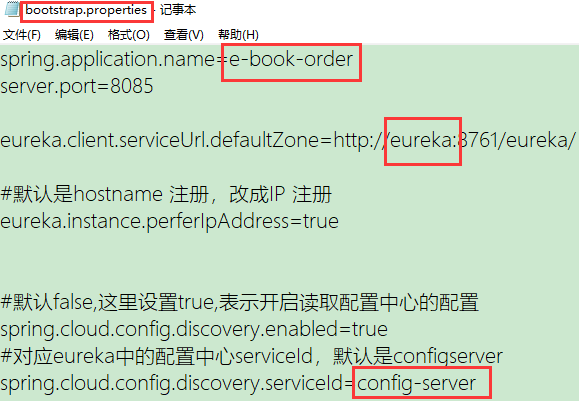 bootstrap.properties - 记事本
文件(F) 编辑(E) 格式(O) 查看(V) 帮助(H)
spring.application.name=e-book-order
server.port=8085
eureka.client.serviceUrl.defaultZone=http://eureka:8761/eureka/
#默认是hostname 注册，改成IP 注册
eureka.instance.perferIpAddress=true
#默认false,这里设置true,表示开启读取配置中心的配置
spring.cloud.config.discovery.enabled=true
#对应eureka中的配置中心serviceId，默认是configserver
spring.cloud.config.discovery.serviceId=config-server